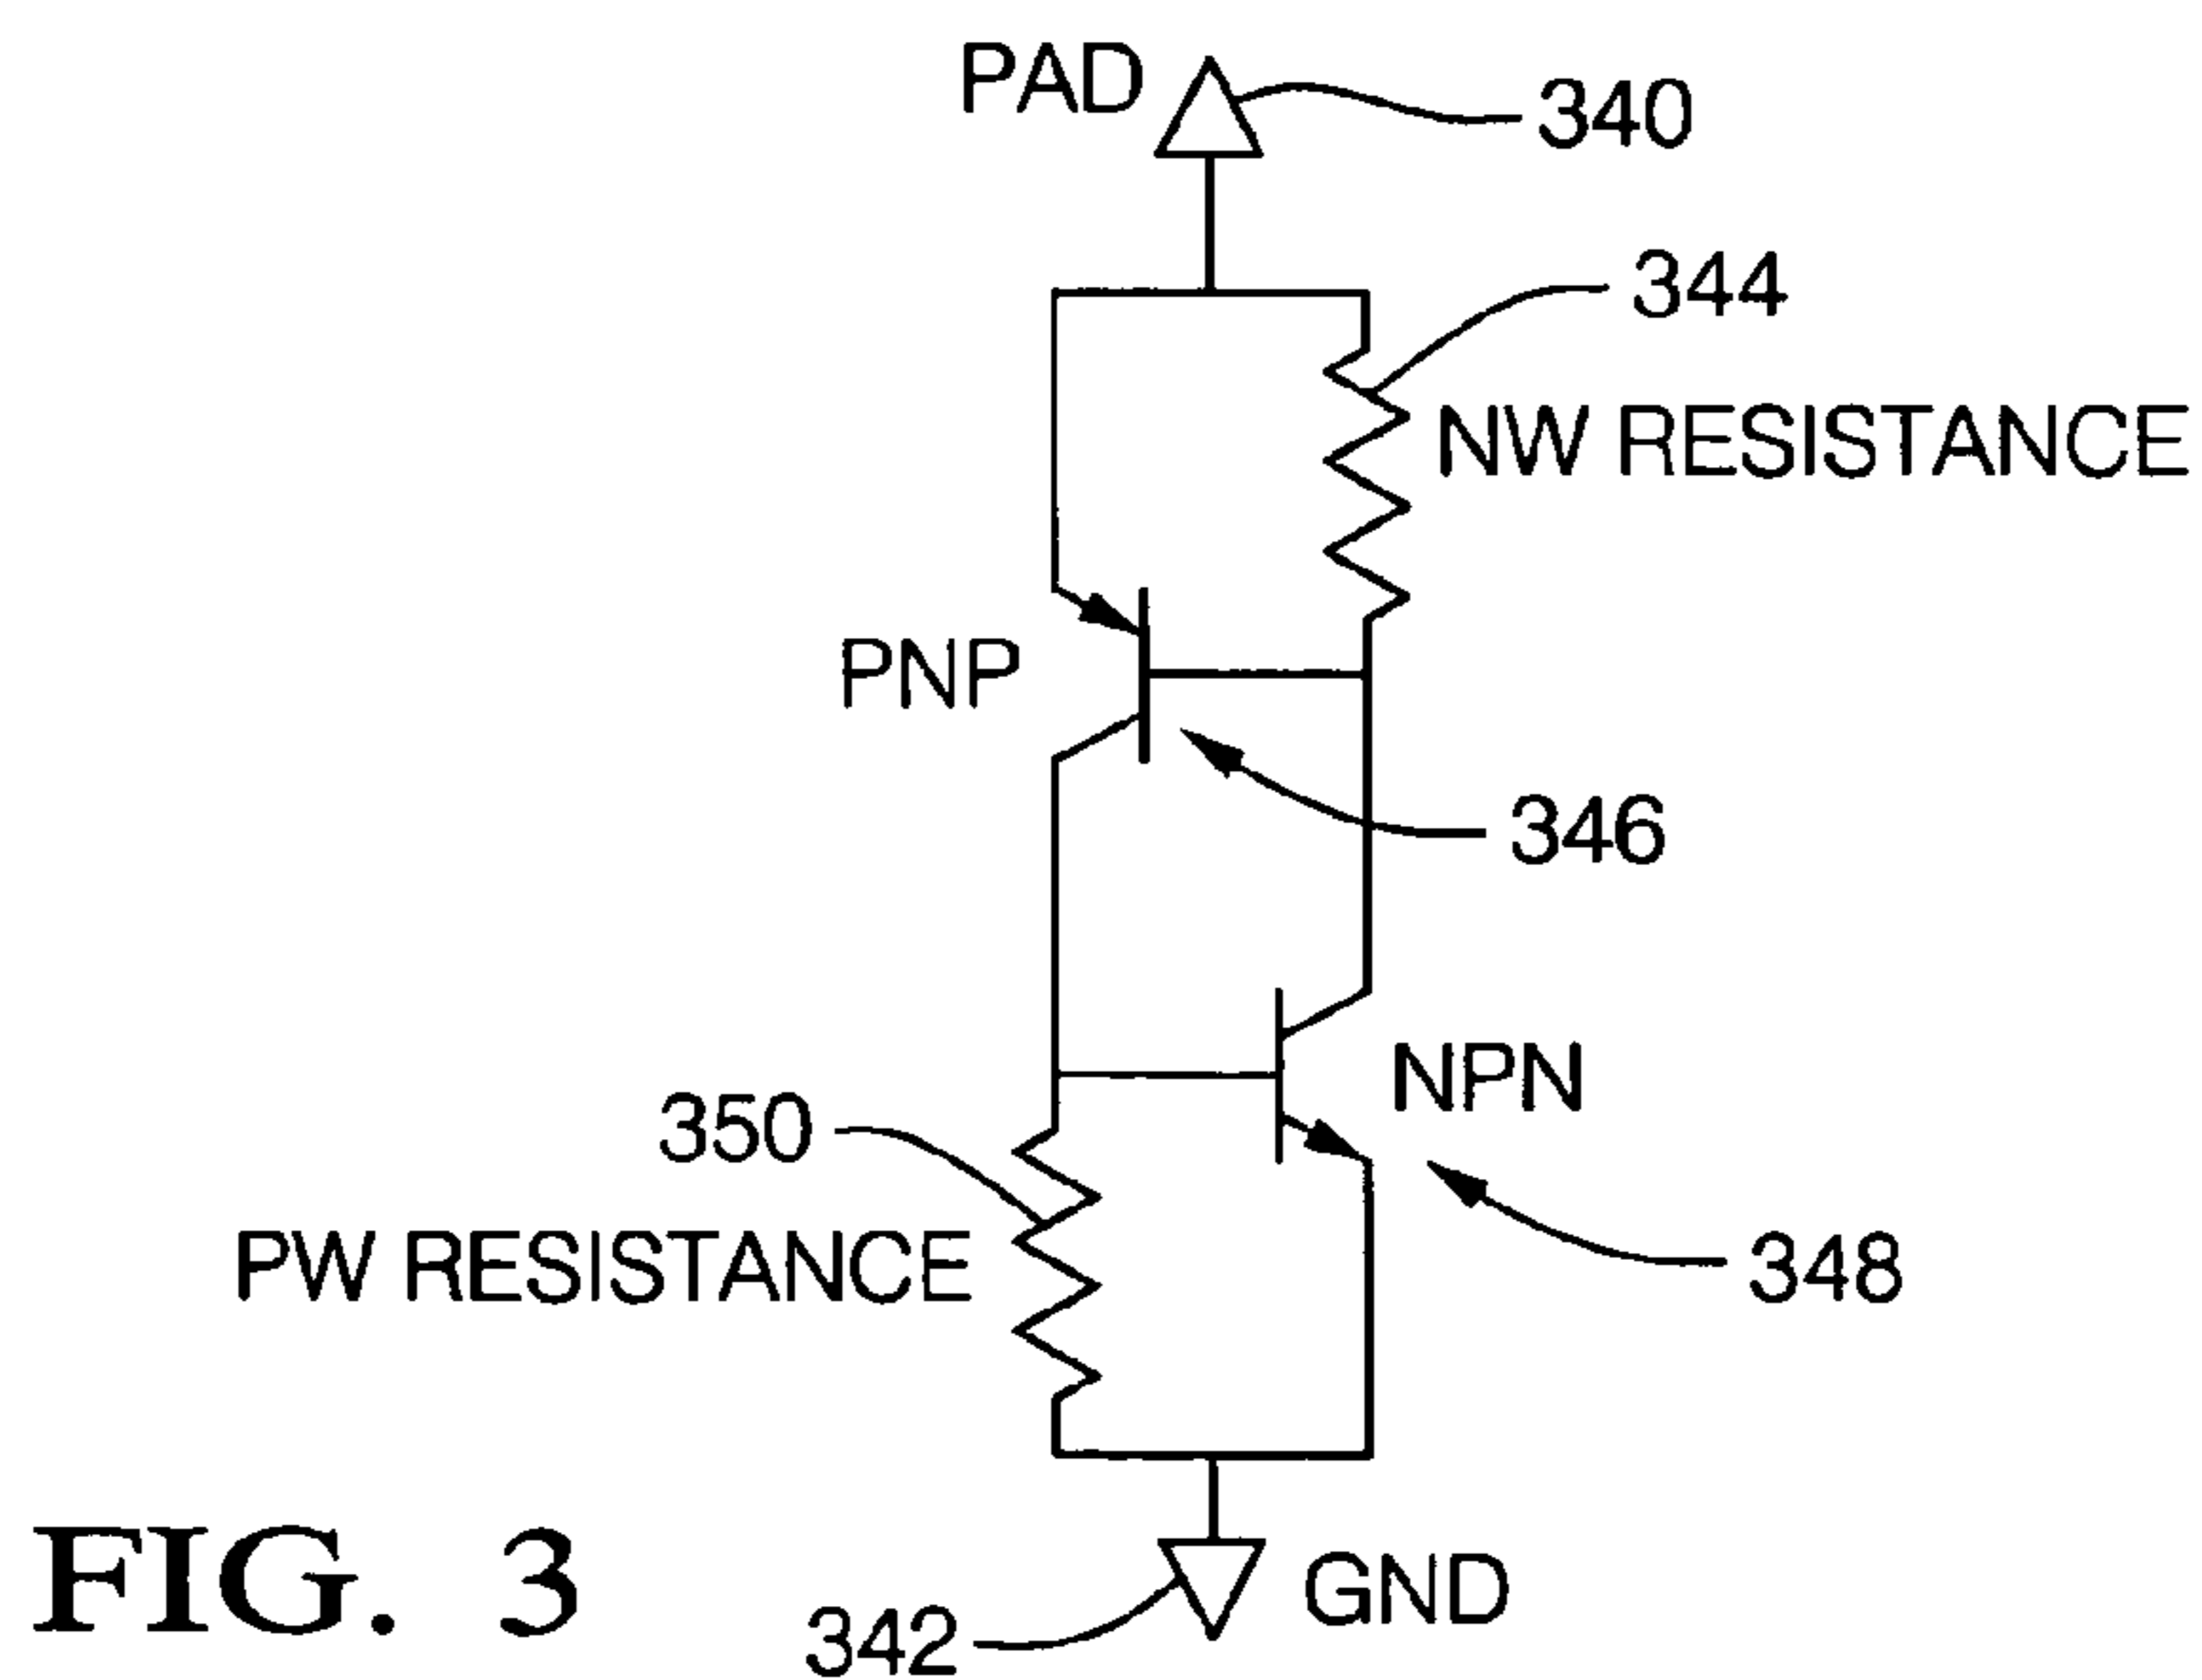 PAD
340
344
NW RESISTANCE
PNP
346
NPN
350
PW RESISTANCE
348
GND
342
FIG. 3